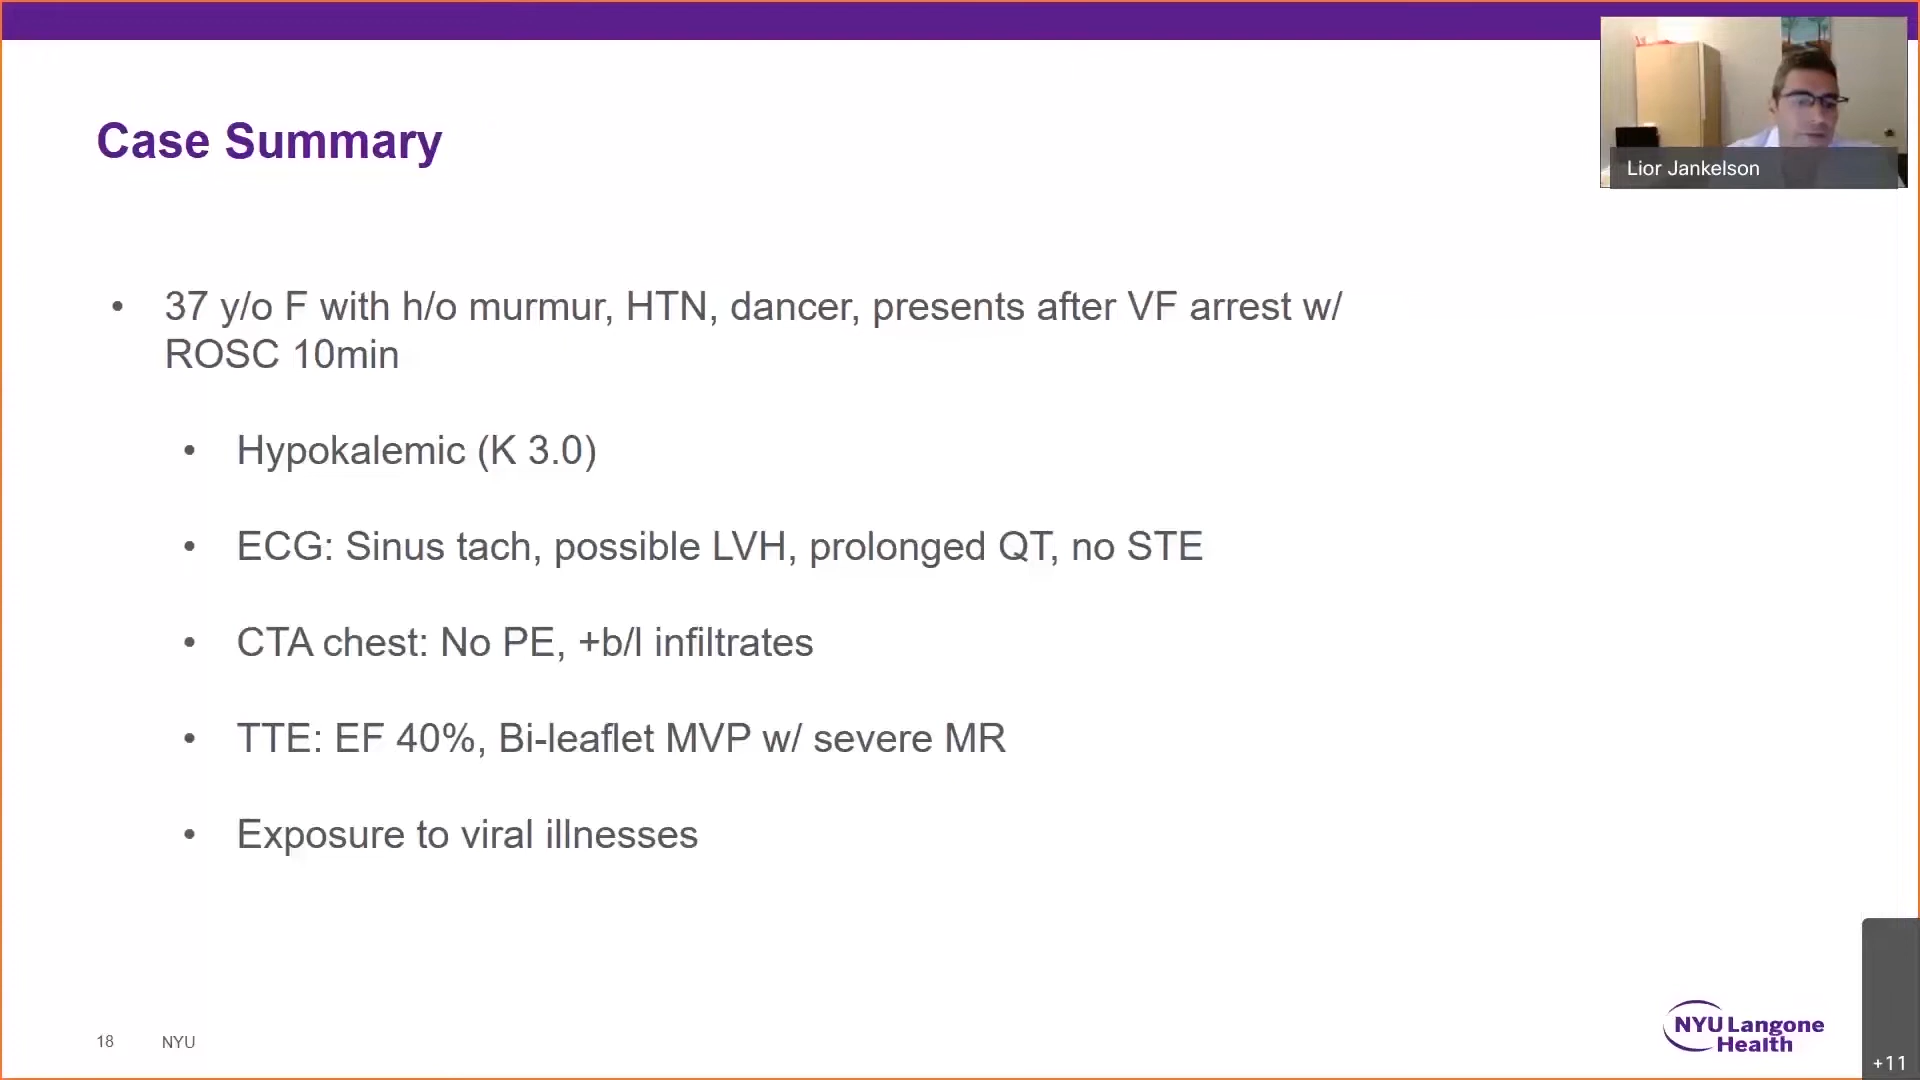 Case Summary
Lior Jankelson
• 37 y/o F with h/o murmur, HTN, dancer, presents after VF arrest w/
ROSC 10min
• Hypokalemic (K 3.0)
• ECG: Sinus tach, possible LVH, prolonged QT, no STE
• CTA chest: No PE, +b/l infiltrates
• TTE: EF 40%, Bi-leaflet MVP w/ severe MR
• Exposure to viral illnesses
18 NYU
NYU Langone
Health
+11